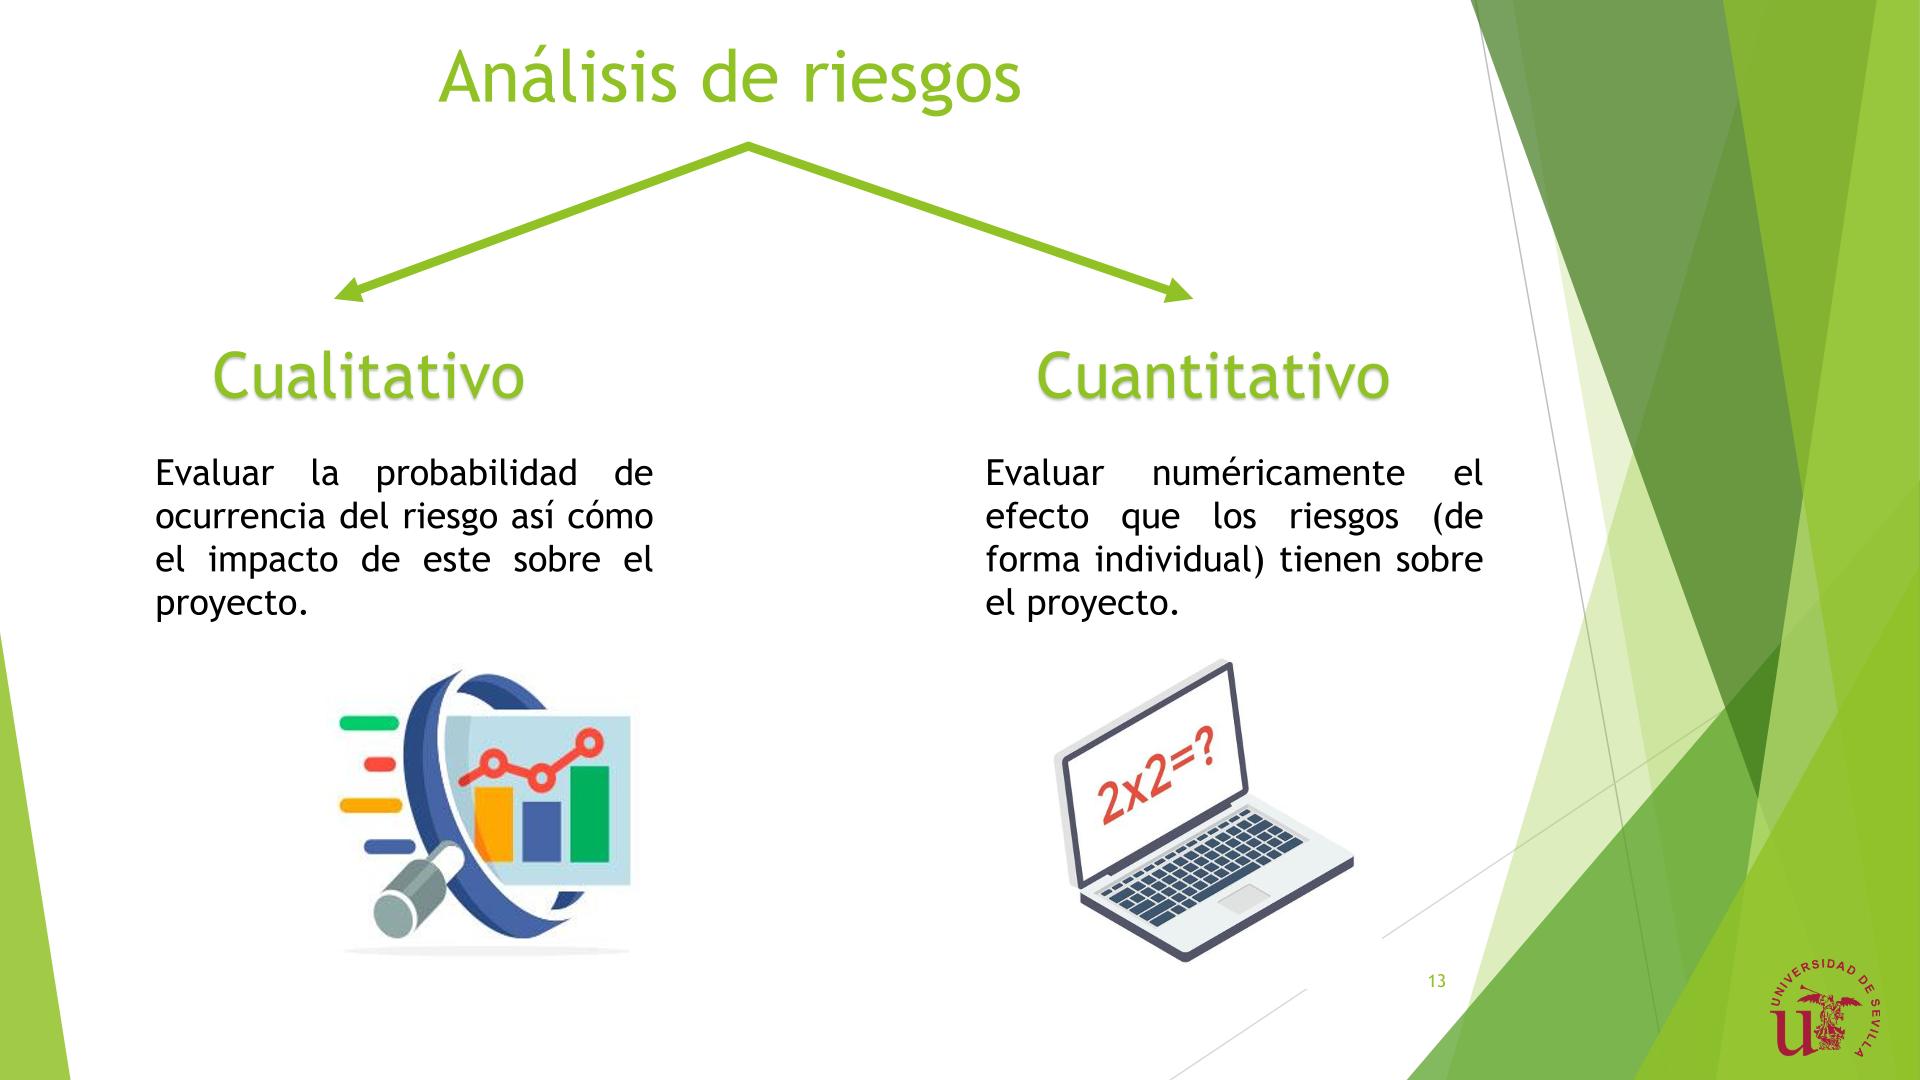 Análisis de riesgos
Cualitativo
Evaluar la probabilidad de
ocurrencia del riesgo así cómo
el impacto de este sobre el
proyecto.
Cuantitativo
Evaluar numéricamente el
efecto que los riesgos (de
forma individual) tienen sobre
el proyecto.
2x2=?
13
UNIVERSIDAD DE SEVILLA
u